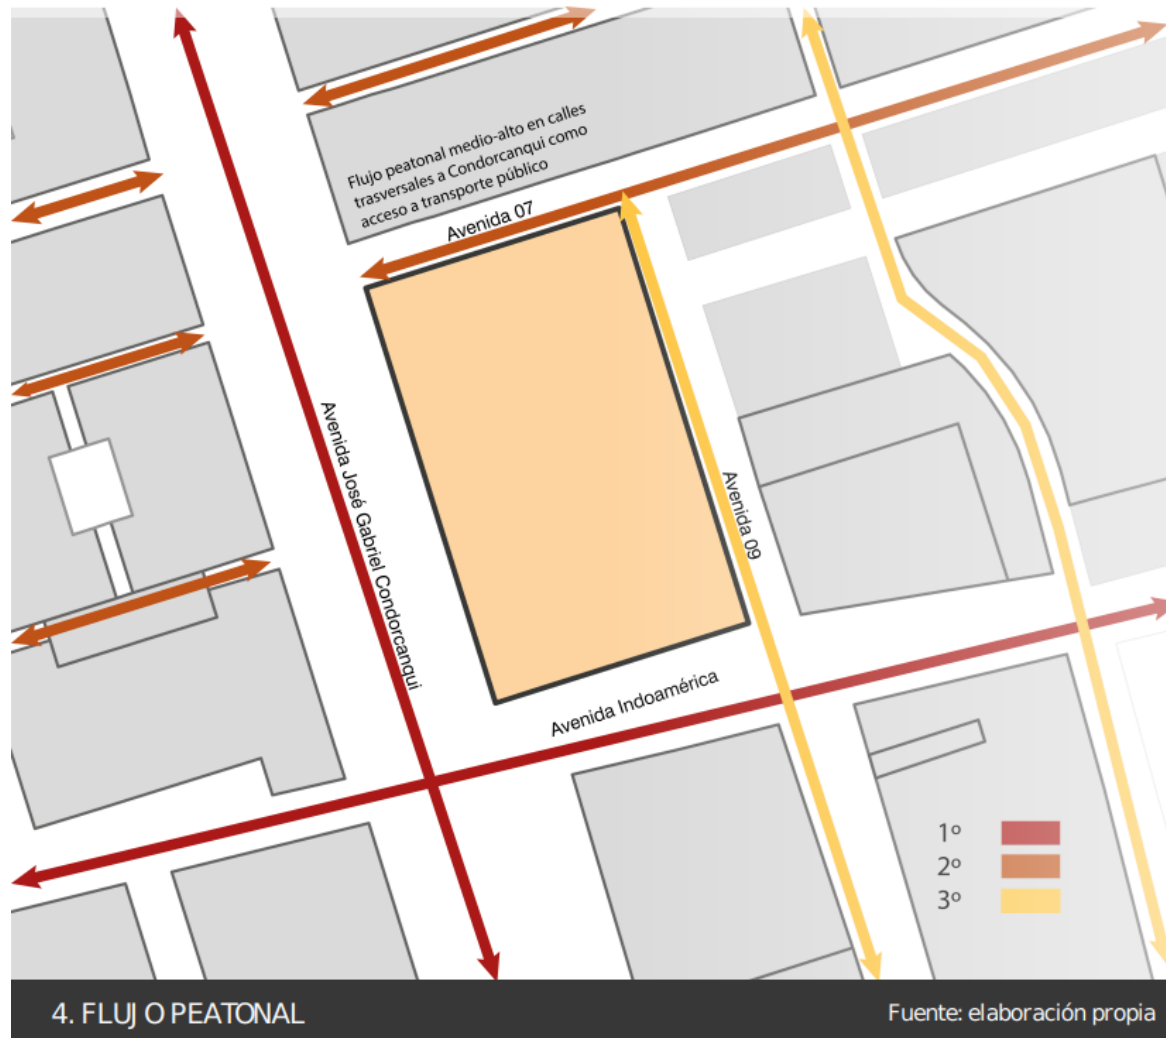 Flujo peatonal medio-alto en calles
trasversales a Condorcanqui como
acceso a transporte público
Avenida 07
Avenida José Gabriel Condorcanqui
Avenida 09
Avenida Indoamérica
1º
2º
3º
4. FLUJO PEATONAL
Fuente: elaboración propia